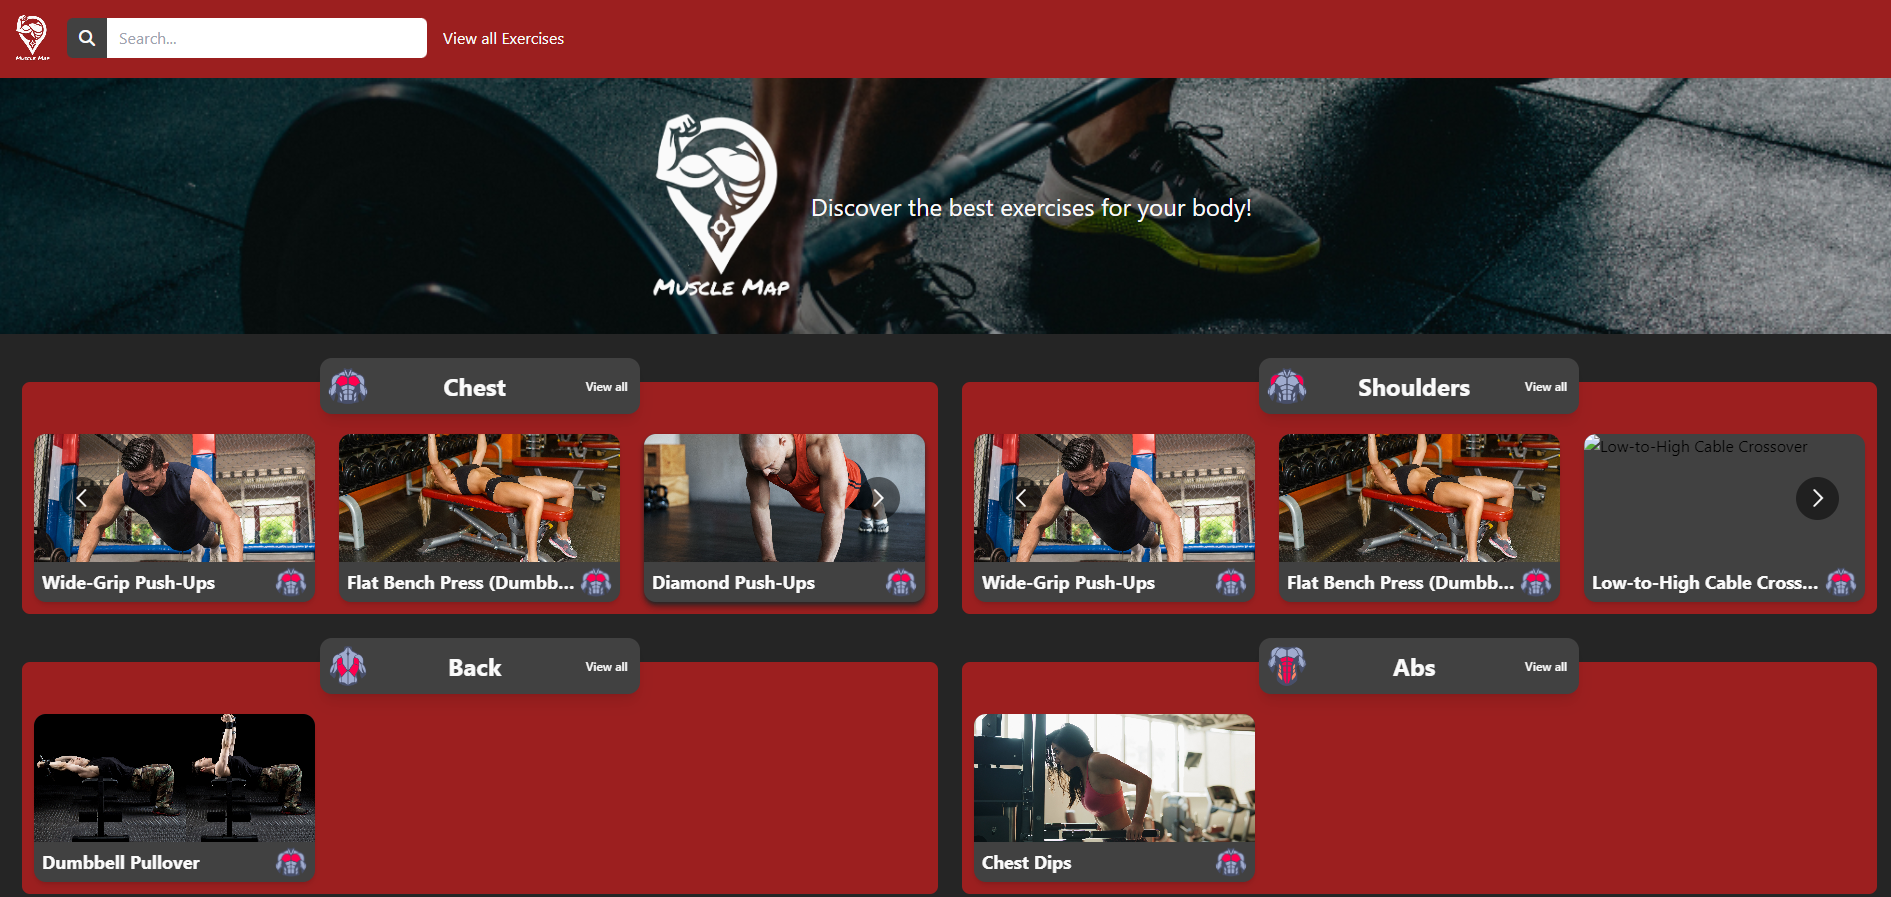 Muscle Map
Search...
View all Exercises
Discover the best exercises for your body!
Muscle Map
Chest
View all
Shoulders
View all
Wide-Grip Push-Ups
Flat Bench Press (Dumbb...
Diamond Push-Ups
Wide-Grip Push-Ups
Flat Bench Press (Dumbb...
Low-to-High Cable Crossover
Low-to-High Cable Cross...
Back
View all
Abs
View all
Dumbbell Pullover
Chest Dips